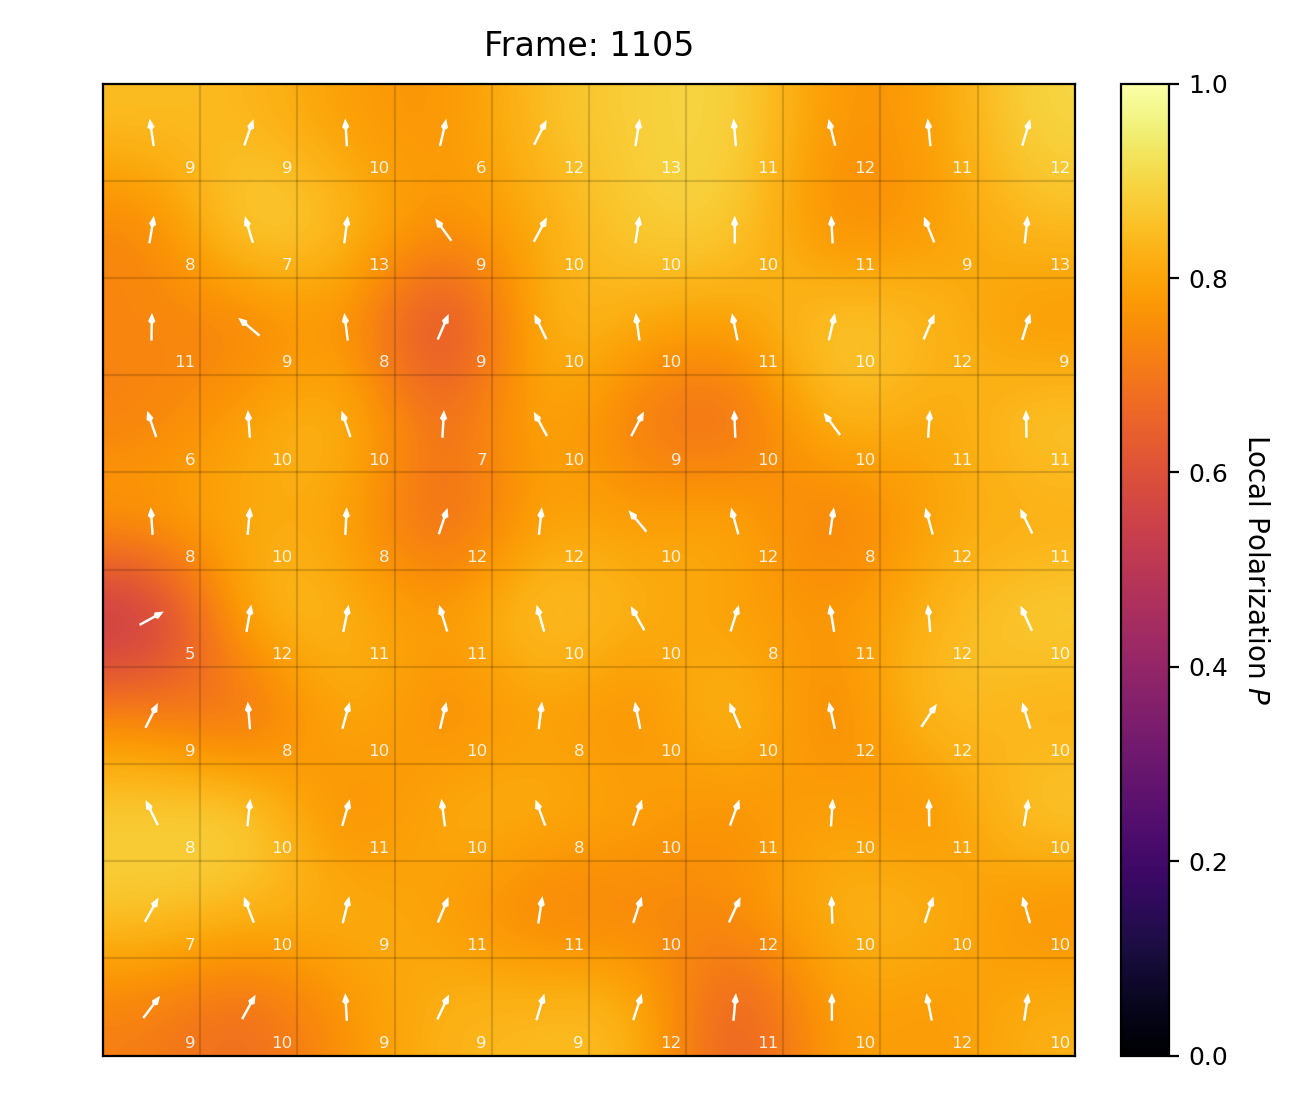 Frame: 1105
9 9 10 6 12 13 11 12 11 12
8 7 13 9 10 10 10 11 9 13
11 9 8 9 10 10 11 10 12 9
6 10 10 7 10 9 10 10 11 11
8 10 8 12 12 10 12 8 12 11
5 12 11 11 10 10 8 11 12 10
9 8 10 10 8 10 10 12 12 10
8 10 11 10 8 10 11 10 11 10
7 10 9 11 11 10 12 10 10 10
9 10 9 9 9 12 11 10 12 10
1.0
0.8
0.6
0.4
0.2
0.0
Local Polarization P